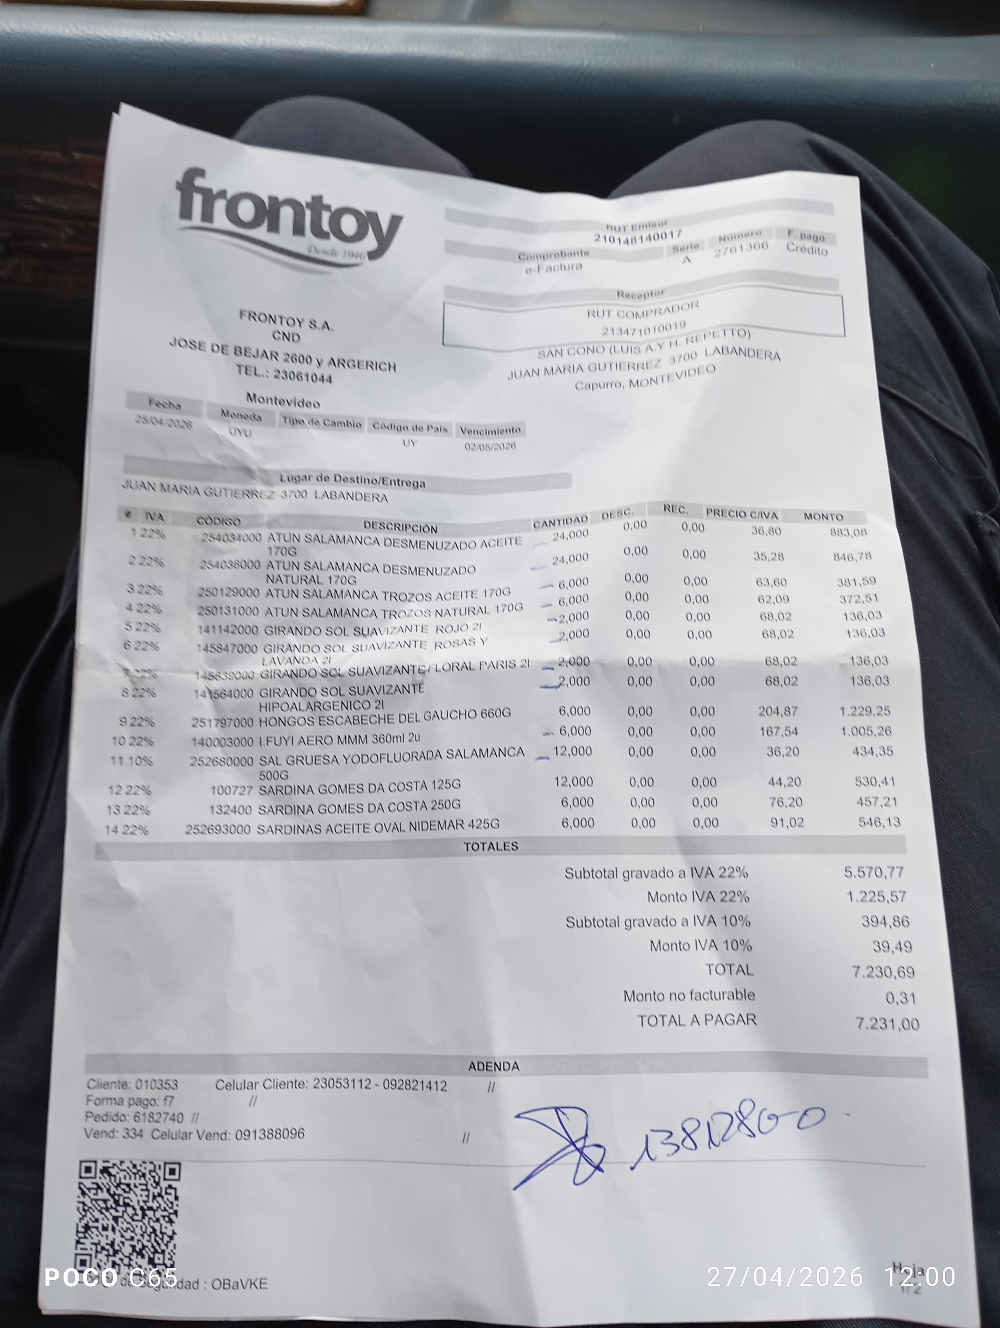 frontoy
Desde 1946
RUT Emisor
210148140017
Comprobante Serie Número F. pago
e-Factura A 2761366 Crédito
Receptor
RUT COMPRADOR
213471010019
SAN CONO (LUIS A.Y H. REPETTO)
JUAN MARIA GUTIERREZ 3700 LABANDERA
Capurro, MONTEVIDEO
FRONTOY S.A.
CND
JOSE DE BEJAR 2600 y ARGERICH
TEL.: 23061044
Montevideo
Fecha Moneda Tipo de Cambio Código de País Vencimiento
25/04/2026 UYU UY 02/05/2026
Lugar de Destino/Entrega
JUAN MARIA GUTIERREZ 3700 LABANDERA
# IVA CÓDIGO DESCRIPCIÓN CANTIDAD DESC. REC. PRECIO C/IVA MONTO
1 22% 254034000 ATUN SALAMANCA DESMENUZADO ACEITE 24,000 0,00 0,00 36,80 883,08
170G
2 22% 254036000 ATUN SALAMANCA DESMENUZADO 24,000 0,00 0,00 35,28 846,78
NATURAL 170G
3 22% 250129000 ATUN SALAMANCA TROZOS ACEITE 170G 6,000 0,00 0,00 63,60 381,59
4 22% 250131000 ATUN SALAMANCA TROZOS NATURAL 170G 6,000 0,00 0,00 62,09 372,51
5 22% 141142000 GIRANDO SOL SUAVIZANTE ROJO 2l 2,000 0,00 0,00 68,02 136,03
6 22% 145847000 GIRANDO SOL SUAVIZANTE ROSAS Y 2,000 0,00 0,00 68,02 136,03
LAVANDA 2l
7 22% 145839000 GIRANDO SOL SUAVIZANTE FLORAL PARIS 2l 2,000 0,00 0,00 68,02 136,03
8 22% 141564000 GIRANDO SOL SUAVIZANTE 2,000 0,00 0,00 68,02 136,03
HIPOALARGENICO 2l
9 22% 251797000 HONGOS ESCABECHE DEL GAUCHO 660G 6,000 0,00 0,00 204,87 1.229,25
10 22% 140003000 I.FUYI AERO MMM 360ml 2u 6,000 0,00 0,00 167,54 1.005,26
11 10% 252680000 SAL GRUESA YODOFLUORADA SALAMANCA 12,000 0,00 0,00 36,20 434,35
500G
12 22% 100727 SARDINA GOMES DA COSTA 125G 12,000 0,00 0,00 44,20 530,41
13 22% 132400 SARDINA GOMES DA COSTA 250G 6,000 0,00 0,00 76,20 457,21
14 22% 252693000 SARDINAS ACEITE OVAL NIDEMAR 425G 6,000 0,00 0,00 91,02 546,13
TOTALES
Subtotal gravado a IVA 22% 5.570,77
Monto IVA 22% 1.225,57
Subtotal gravado a IVA 10% 394,86
Monto IVA 10% 39,49
TOTAL 7.230,69
Monto no facturable 0,31
TOTAL A PAGAR 7.231,00
ADENDA
Cliente: 010353 Celular Cliente: 23053112 - 092821412 //
Forma pago: f7 //
Pedido: 6182740 //
Vend: 334 Celular Vend: 091388096 //
POCO C65
de Seguridad : OBaVKE
Hoja
1/ 2
27/04/2026 12:00